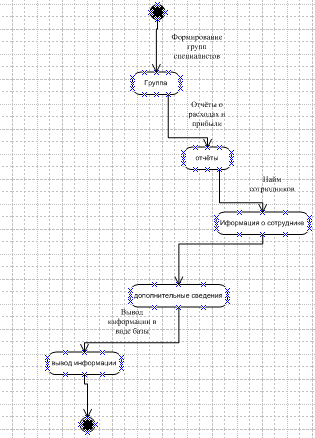 Формирование
групп
специалистов
Группа
Отчёты о
расходах и
прибыли
отчёты
Найм
сотрудников
Иформация о сотруднике
дополнительные сведения
Вывод
информации в
виде базы
вывод информации